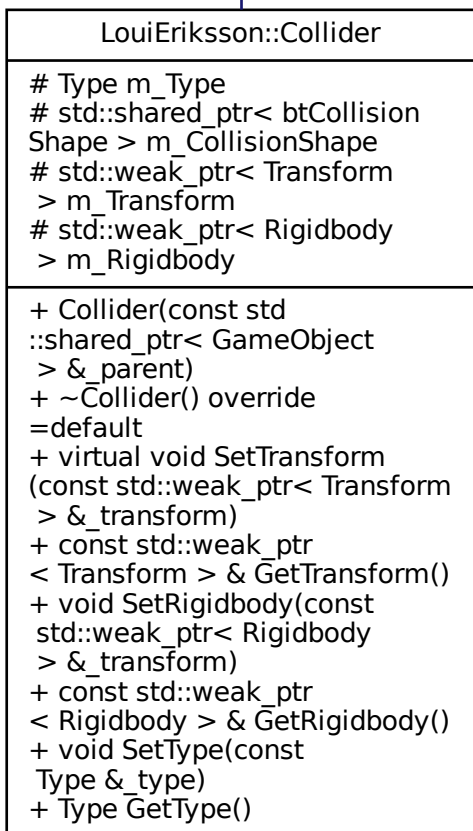 LouiEriksson::Collider
# Type m_Type
# std::shared_ptr< btCollision
Shape > m_CollisionShape
# std::weak_ptr< Transform
 > m_Transform
# std::weak_ptr< Rigidbody
 > m_Rigidbody
+ Collider(const std
::shared_ptr< GameObject
 > &_parent)
+ ~Collider() override
=default
+ virtual void SetTransform
(const std::weak_ptr< Transform
 > &_transform)
+ const std::weak_ptr
< Transform > & GetTransform()
+ void SetRigidbody(const
 std::weak_ptr< Rigidbody
 > &_transform)
+ const std::weak_ptr
< Rigidbody > & GetRigidbody()
+ void SetType(const
 Type &_type)
+ Type GetType()